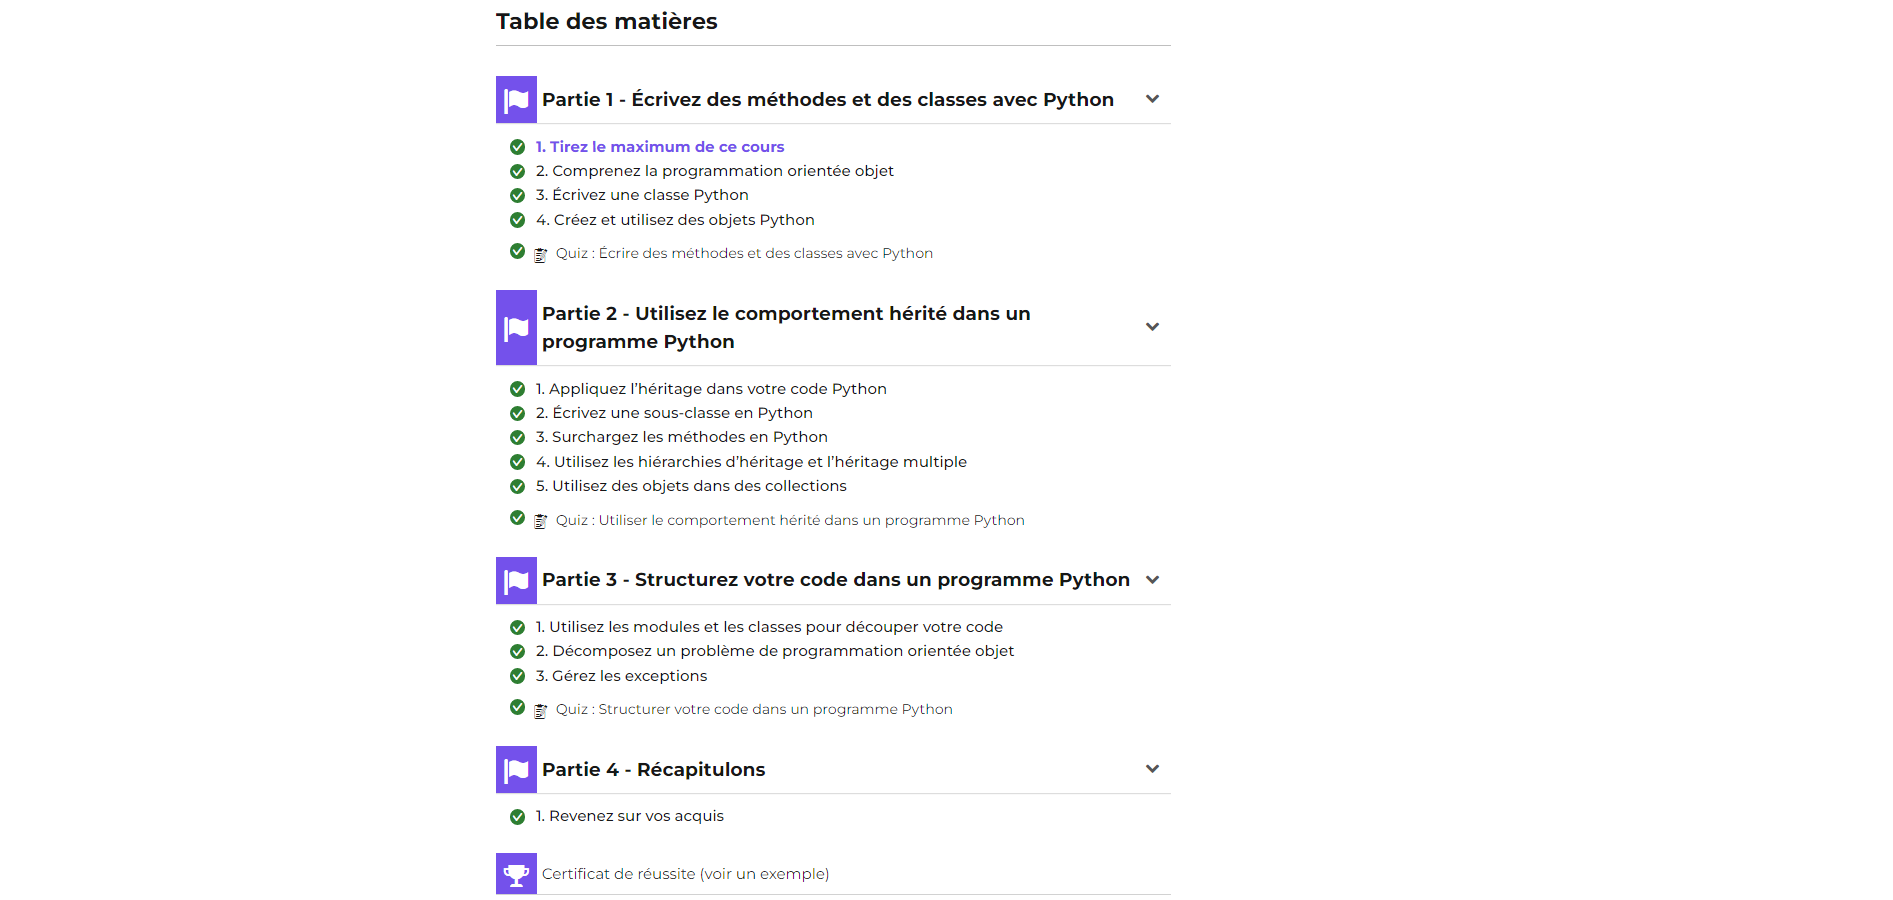 Table des matières
Partie 1 - Écrivez des méthodes et des classes avec Python
1. Tirez le maximum de ce cours
2. Comprenez la programmation orientée objet
3. Écrivez une classe Python
4. Créez et utilisez des objets Python
Quiz : Écrire des méthodes et des classes avec Python
Partie 2 - Utilisez le comportement hérité dans un
programme Python
1. Appliquez l’héritage dans votre code Python
2. Écrivez une sous-classe en Python
3. Surchargez les méthodes en Python
4. Utilisez les hiérarchies d’héritage et l’héritage multiple
5. Utilisez des objets dans des collections
Quiz : Utiliser le comportement hérité dans un programme Python
Partie 3 - Structurez votre code dans un programme Python
1. Utilisez les modules et les classes pour découper votre code
2. Décomposez un problème de programmation orientée objet
3. Gérez les exceptions
Quiz : Structurer votre code dans un programme Python
Partie 4 - Récapitulons
1. Revenez sur vos acquis
Certificat de réussite (voir un exemple)